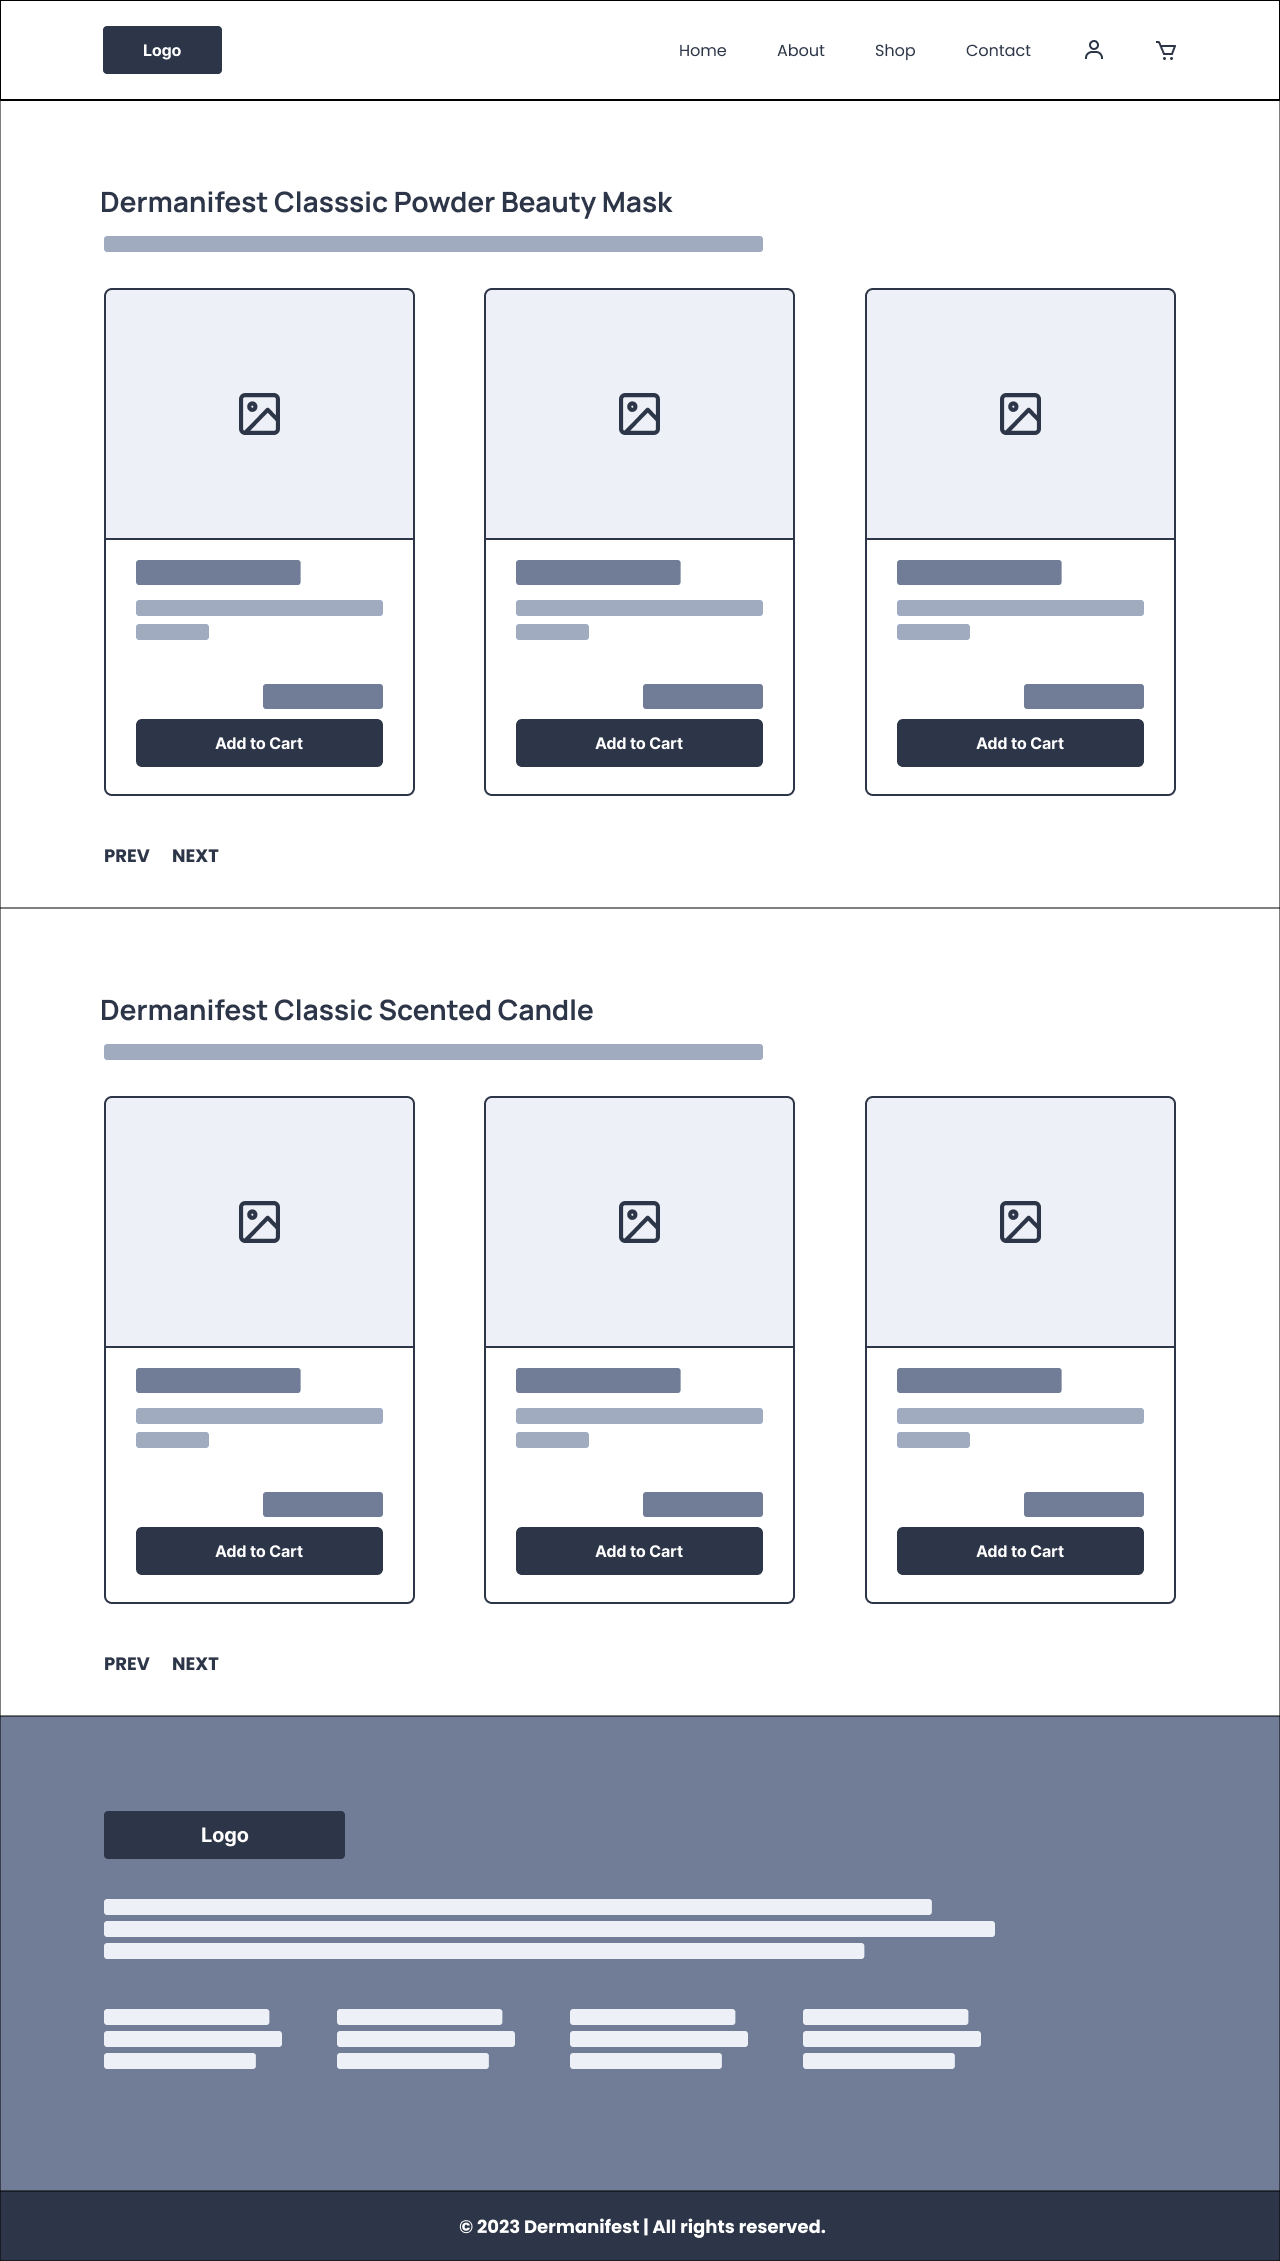 Logo
Home About Shop Contact
Dermanifest Classsic Powder Beauty Mask
Add to Cart Add to Cart Add to Cart
PREV NEXT
Dermanifest Classic Scented Candle
Add to Cart Add to Cart Add to Cart
PREV NEXT
Logo
© 2023 Dermanifest | All rights reserved.